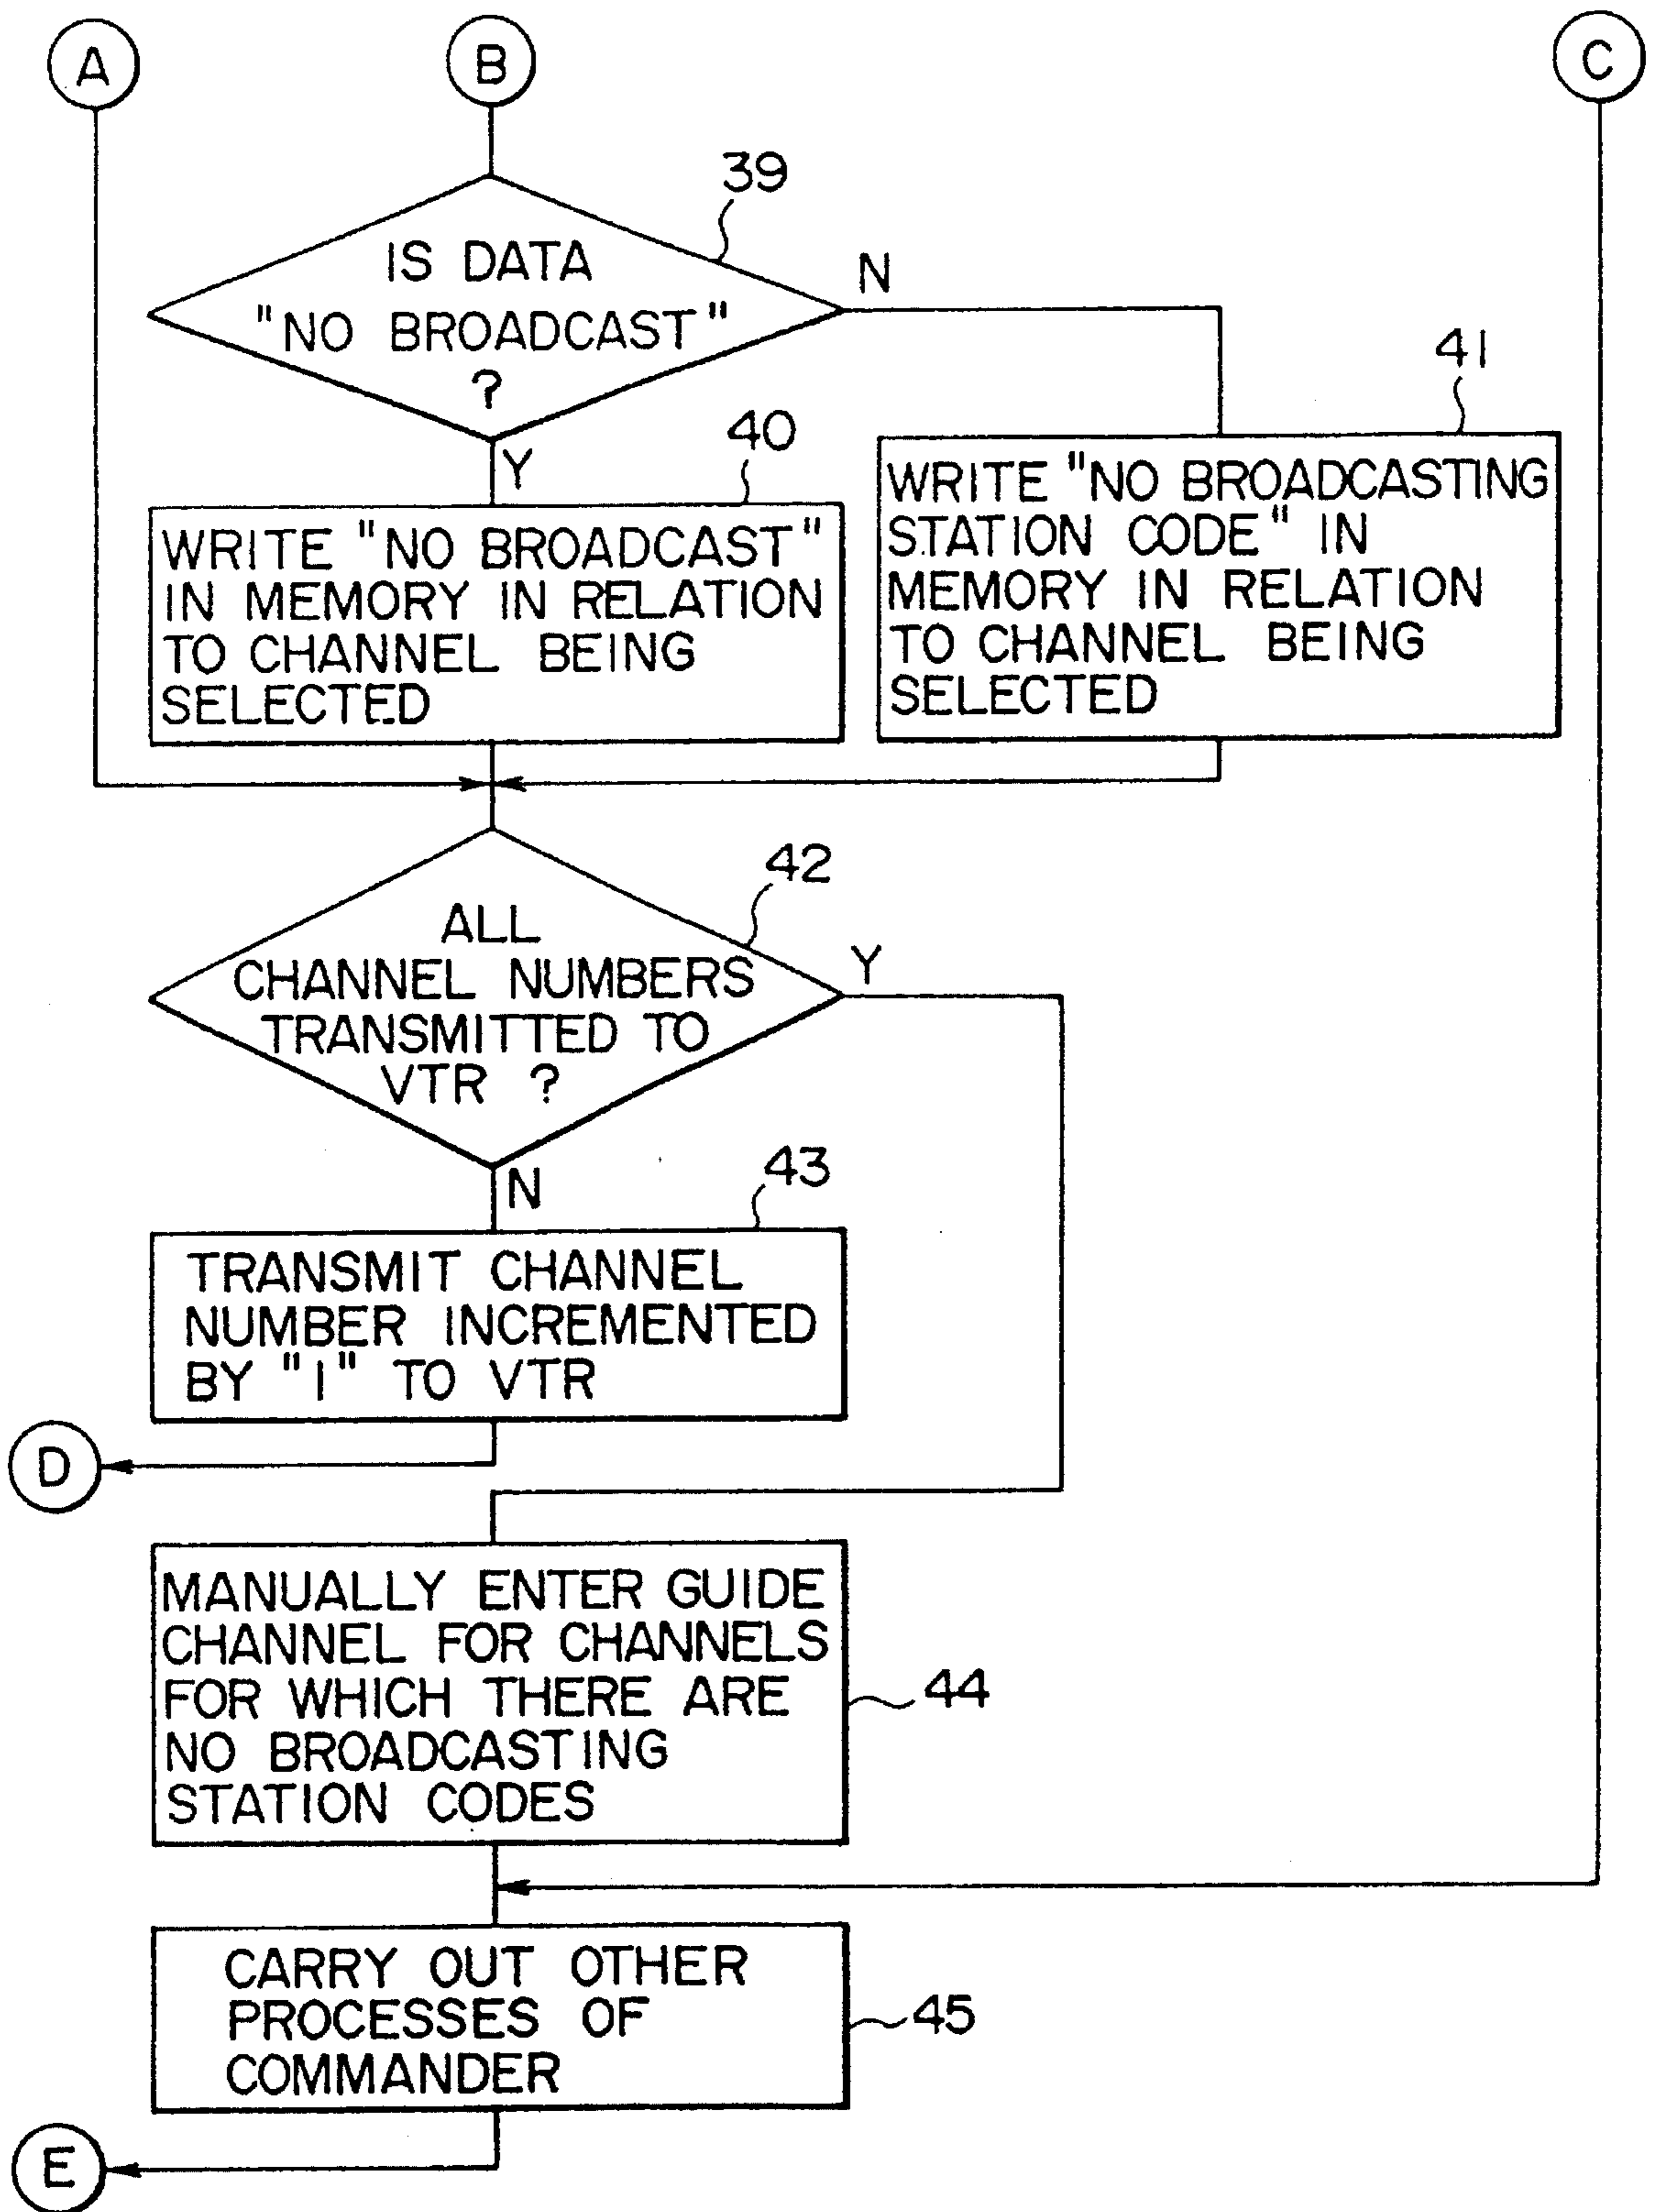 A
B
C
39
IS DATA
"NO BROADCAST"
?
N
Y
40
WRITE "NO BROADCAST"
IN MEMORY IN RELATION
TO CHANNEL BEING
SELECTED
41
WRITE "NO BROADCASTING
STATION CODE" IN
MEMORY IN RELATION
TO CHANNEL BEING
SELECTED
42
ALL
CHANNEL NUMBERS
TRANSMITTED TO
VTR ?
Y
N
43
TRANSMIT CHANNEL
NUMBER INCREMENTED
BY "1" TO VTR
D
MANUALLY ENTER GUIDE
CHANNEL FOR CHANNELS
FOR WHICH THERE ARE
NO BROADCASTING
STATION CODES
44
CARRY OUT OTHER
PROCESSES OF
COMMANDER
45
E